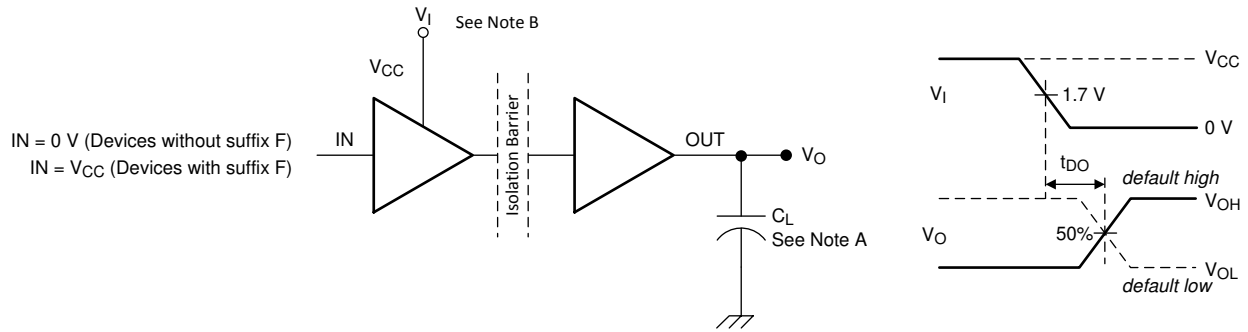 V_I See Note B
V_CC
IN = 0 V (Devices without suffix F)
IN = V_CC (Devices with suffix F)
IN
Isolation Barrier
OUT
V_O
C_L
See Note A
V_I
V_CC
1.7 V
0 V
t_DO
default high
V_OH
V_O
50%
V_OL
default low